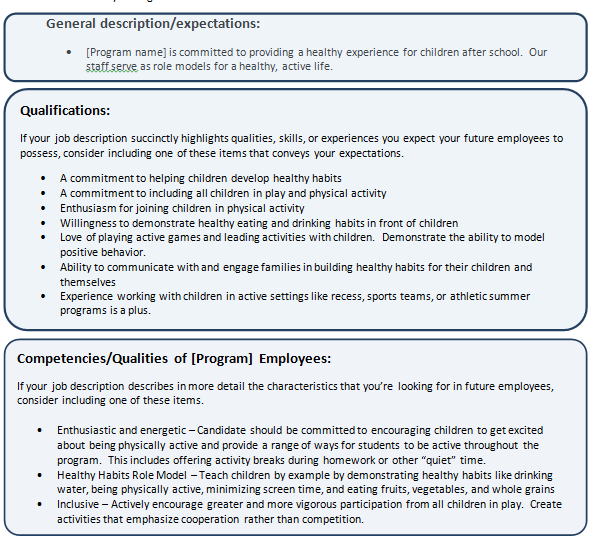 General description/expectations:
• [Program name] is committed to providing a healthy experience for children after school.  Our
staff serve as role models for a healthy, active life.
Qualifications:
If your job description succinctly highlights qualities, skills, or experiences you expect your future employees to
possess, consider including one of these items that conveys your expectations.
• A commitment to helping children develop healthy habits
• A commitment to including all children in play and physical activity
• Enthusiasm for joining children in physical activity
• Willingness to demonstrate healthy eating and drinking habits in front of children
• Love of playing active games and leading activities with children.  Demonstrate the ability to model
positive behavior.
• Ability to communicate with and engage families in building healthy habits for their children and
themselves
• Experience working with children in active settings like recess, sports teams, or athletic summer
programs is a plus.
Competencies/Qualities of [Program] Employees:
If your job description describes in more detail the characteristics that you’re looking for in future employees,
consider including one of these items.
• Enthusiastic and energetic – Candidate should be committed to encouraging children to get excited
about being physically active and provide a range of ways for students to be active throughout the
program.  This includes offering activity breaks during homework or other “quiet” time.
• Healthy Habits Role Model – Teach children by example by demonstrating healthy habits like drinking
water, being physically active, minimizing screen time, and eating fruits, vegetables, and whole grains
• Inclusive – Actively encourage greater and more vigorous participation from all children in play.  Create
activities that emphasize cooperation rather than competition.